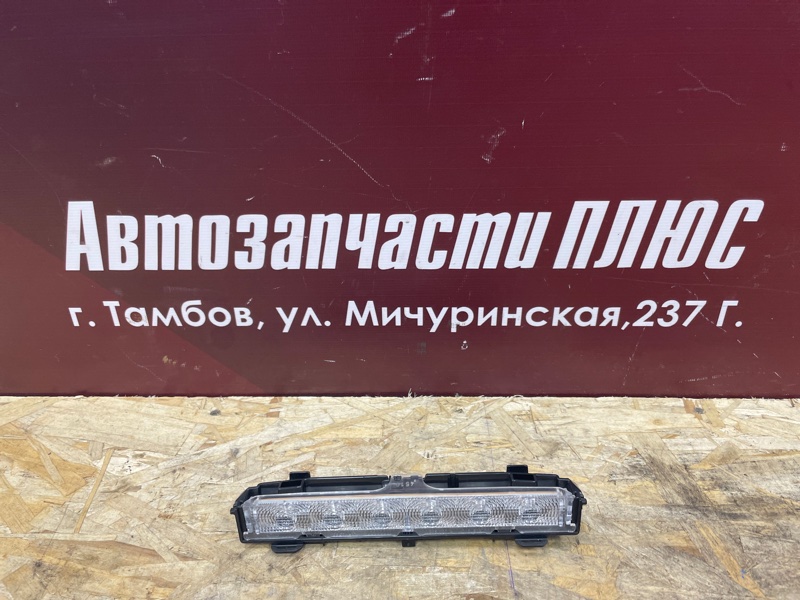 Автозапчасти ПЛЮС
г. Тамбов, ул. Мичуринская,237 Г.